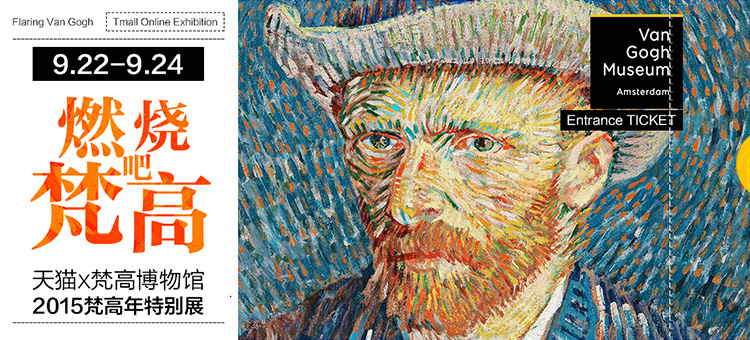 Flaring Van Gogh
Tmall Online Exhibition
9.22–9.24
燃烧
吧
梵高
天猫x梵高博物馆
2015梵高年特别展
Van
Gogh
Museum
Amsterdam
Entrance TICKET